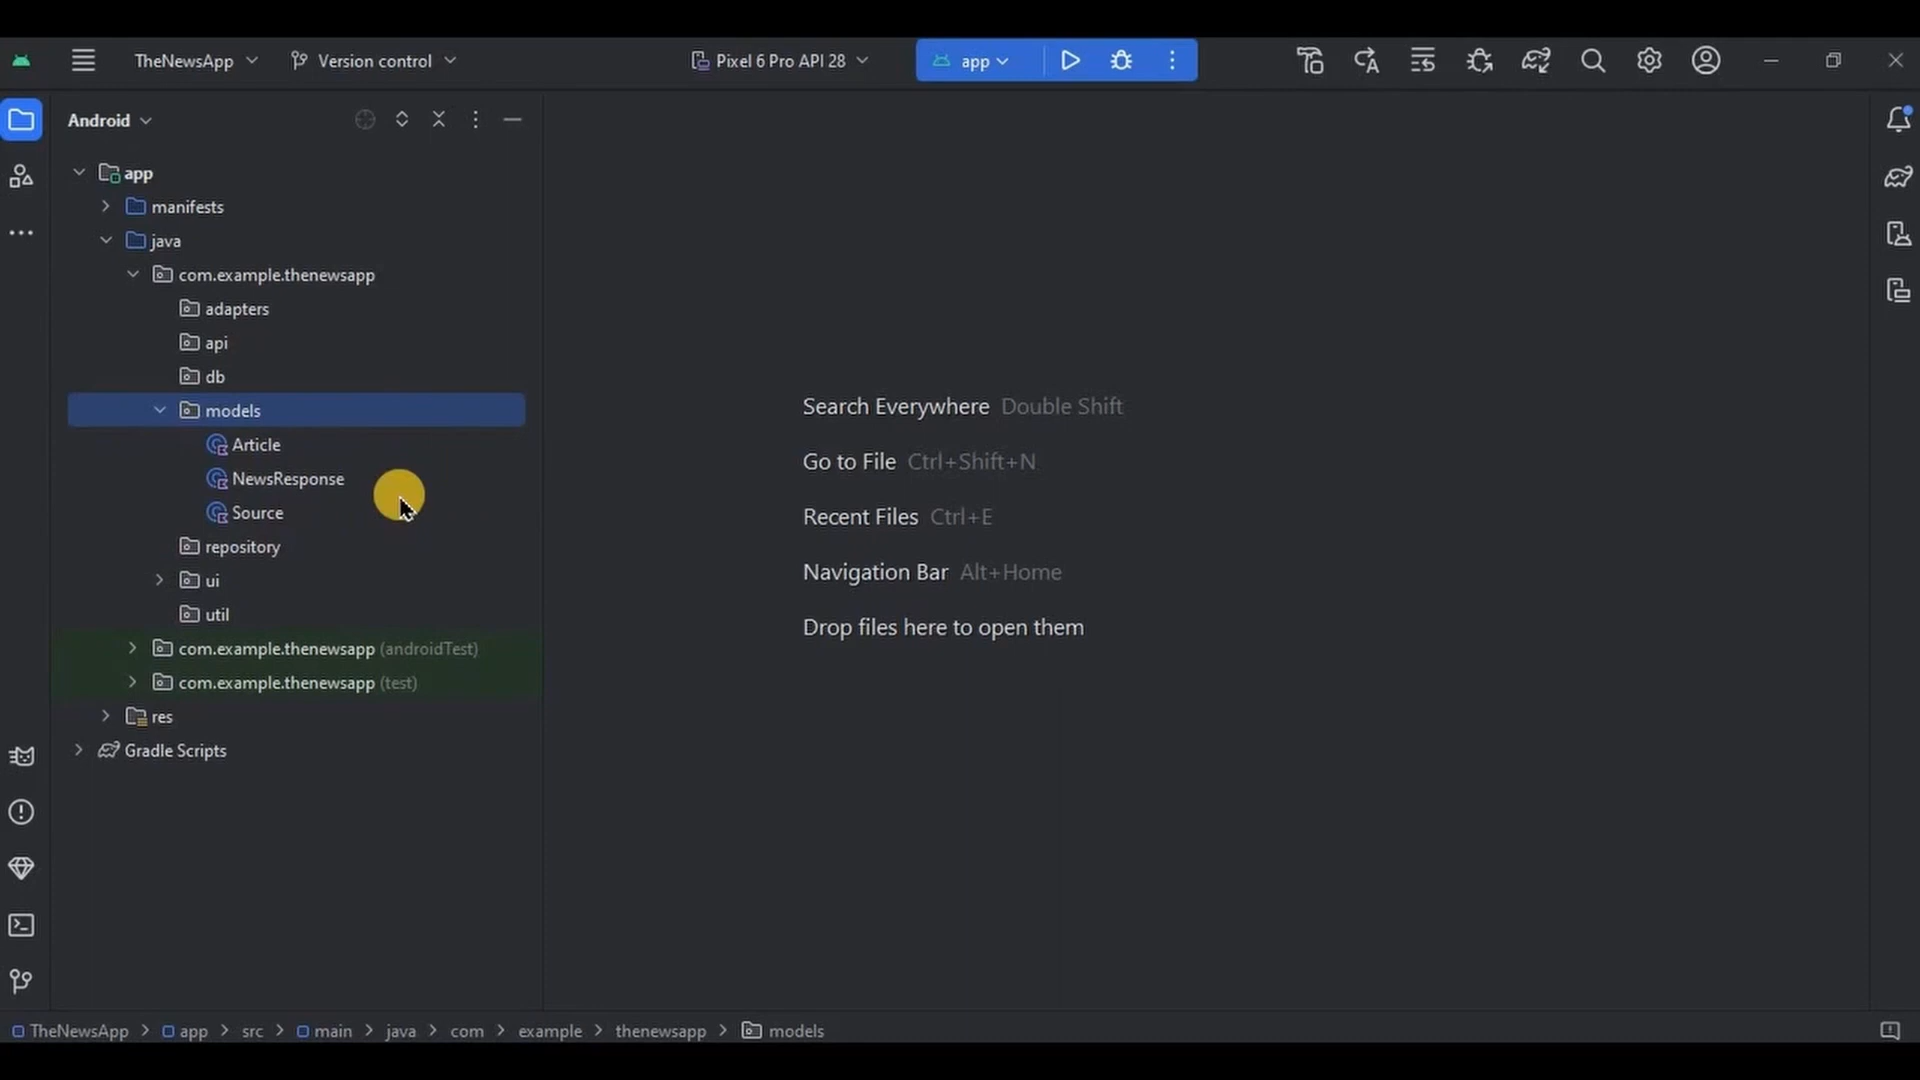 TheNewsApp
Version control
Pixel 6 Pro API 28
app
Android
app
manifests
java
com.example.thenewsapp
adapters
api
db
models
Article
NewsResponse
Source
repository
ui
util
com.example.thenewsapp (androidTest)
com.example.thenewsapp (test)
res
Gradle Scripts
Search Everywhere Double Shift
Go to File Ctrl+Shift+N
Recent Files Ctrl+E
Navigation Bar Alt+Home
Drop files here to open them
TheNewsApp > app > src > main > java > com > example > thenewsapp > models